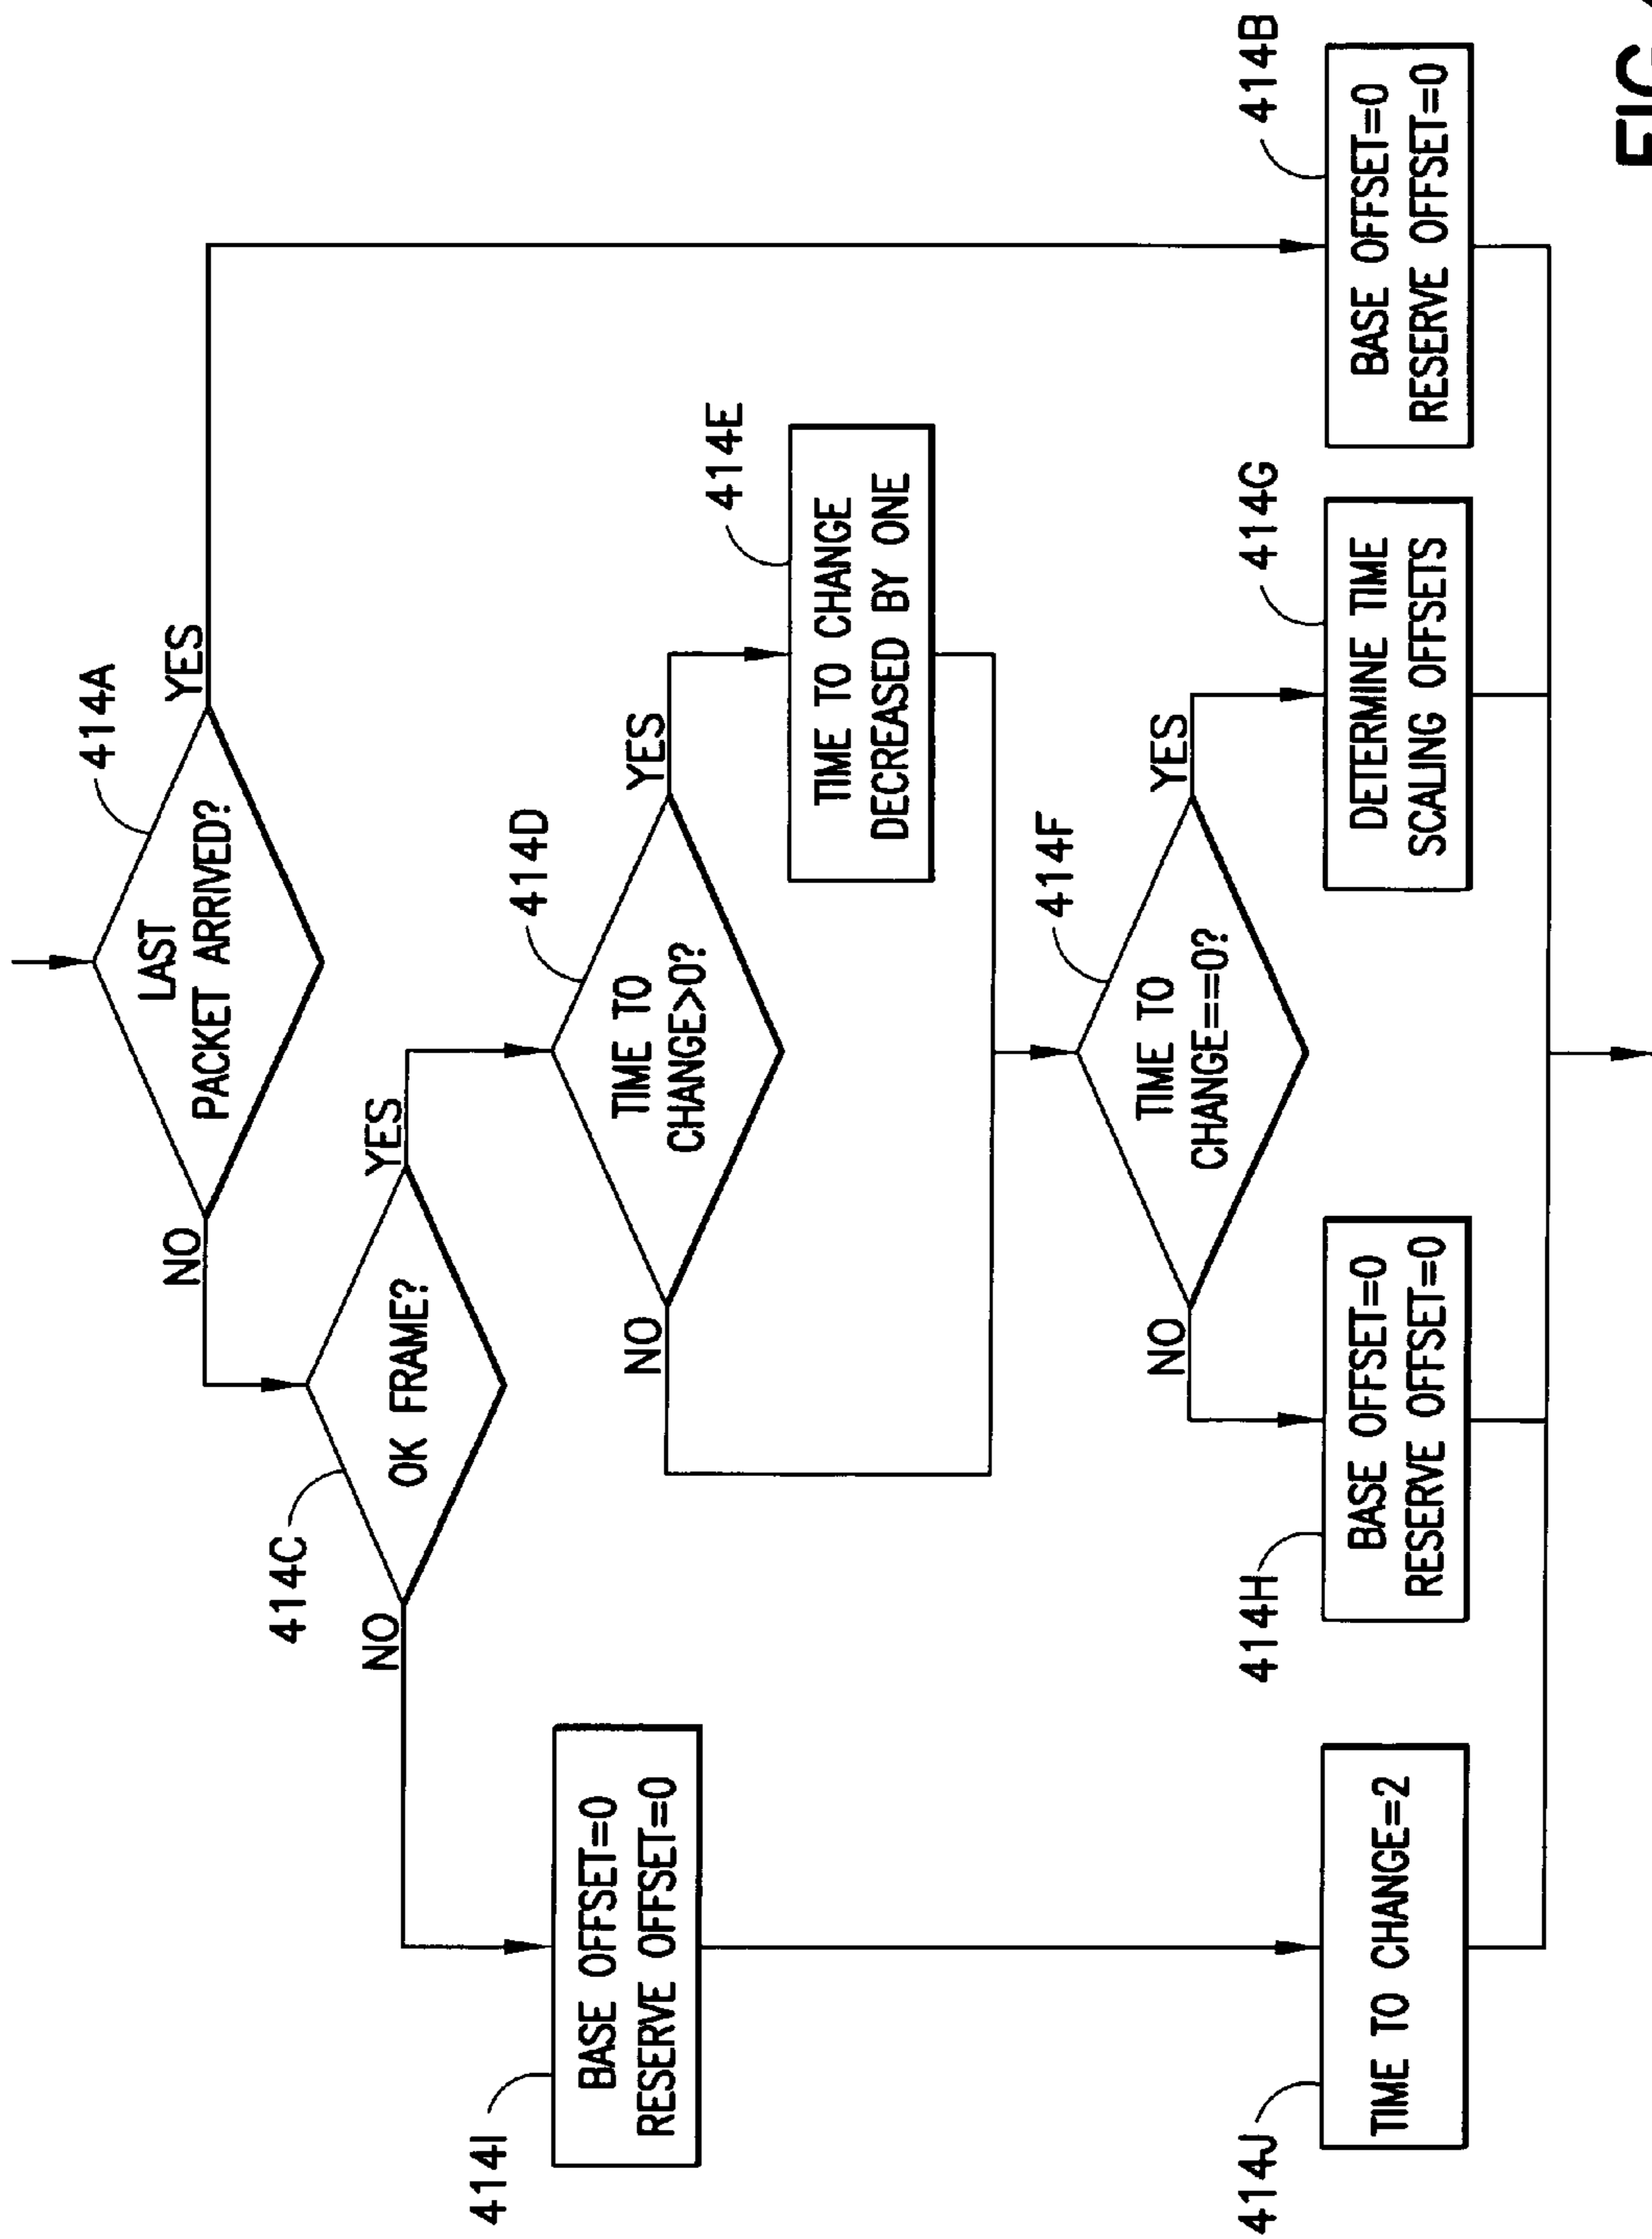 414A
LAST
PACKET ARRIVED?
NO
YES
414C
OK FRAME?
NO
YES
414D
TIME TO
CHANGE>0?
NO
YES
414I
BASE OFFSET=0
RESERVE OFFSET=0
414E
TIME TO CHANGE
DECREASED BY ONE
414F
TIME TO
CHANGE==0?
NO
YES
414J
TIME TO CHANGE=2
414H
BASE OFFSET=0
RESERVE OFFSET=0
414G
DETERMINE TIME
SCALING OFFSETS
414B
BASE OFFSET=0
RESERVE OFFSET=0